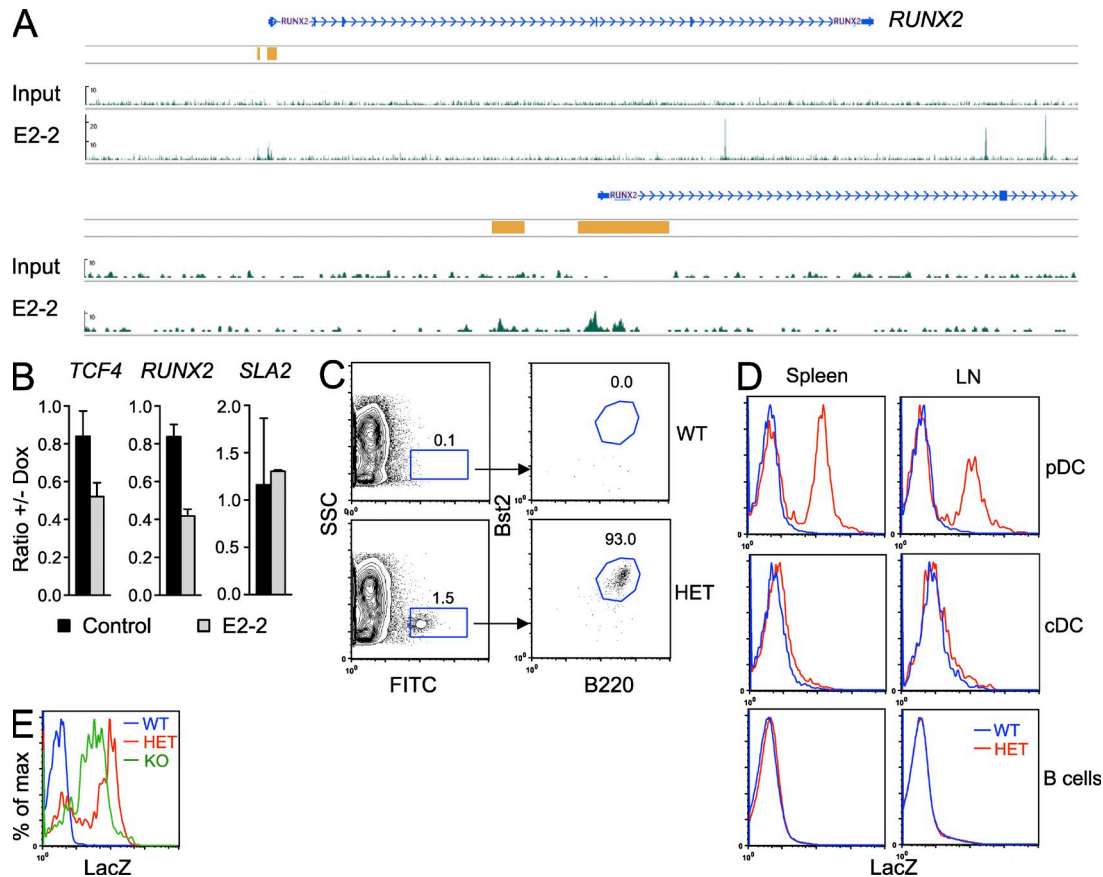 A
RUNX2 RUNX2 RUNX2
Input
10
E2-2
20
10
RUNX2
Input
10
E2-2
10
B
TCF4 RUNX2 SLA2
Ratio +/- Dox
1.0 1.0 2.0
0.8 0.8 1.5
0.6 0.6
0.4 0.4 1.0
0.2 0.2 1.5
0.0 0.0 0.0
Control E2-2
C
SSC
0.1
Bst2
0.0
WT
1.5
93.0
HET
FITC
B220
D
Spleen LN
pDC
cDC
B cells
WT
HET
LacZ
10⁰
E
WT
HET
KO
% of max
10⁰
LacZ